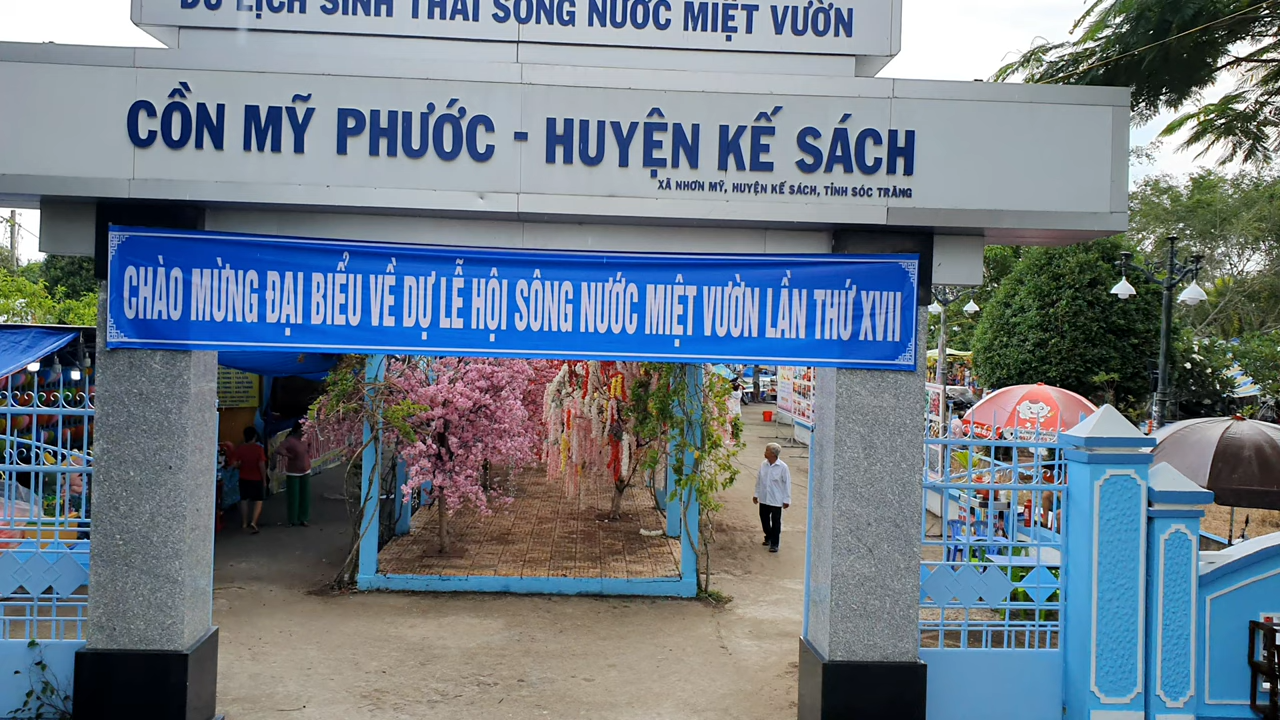 DU LỊCH SINH THÁI SÔNG NƯỚC MIỆT VƯỜN
CỒN MỸ PHƯỚC - HUYỆN KẾ SÁCH
XÃ NHƠN MỸ, HUYỆN KẾ SÁCH, TỈNH SÓC TRĂNG
CHÀO MỪNG ĐẠI BIỂU VỀ DỰ LỄ HỘI SÔNG NƯỚC MIỆT VƯỜN LẦN THỨ XVII